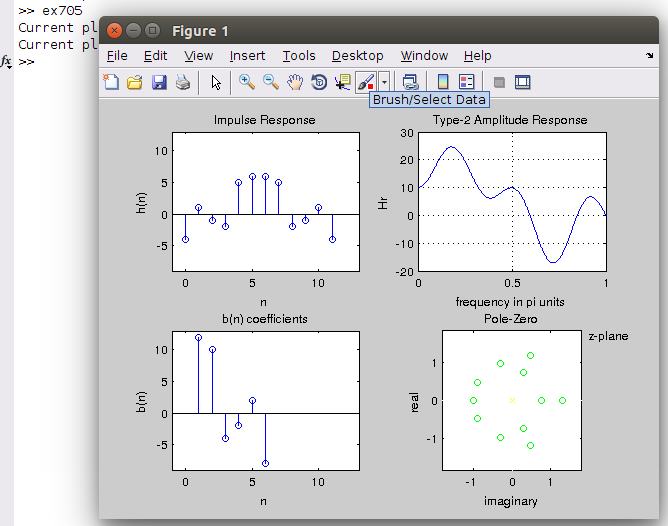 >> ex705
Current pl
Current pl
fx >>
Figure 1
File Edit View Insert Tools Desktop Window Help
Brush/Select Data
Impulse Response
h(n)
10
5
0
-5
0 5 10
n
Type-2 Amplitude Response
Hr
30
20
10
0
-10
-20
0 0.5 1
frequency in pi units
b(n) coefficients
b(n)
10
5
0
-5
0 5 10
n
Pole-Zero
z-plane
real
1
0
-1
-1 0 1
imaginary